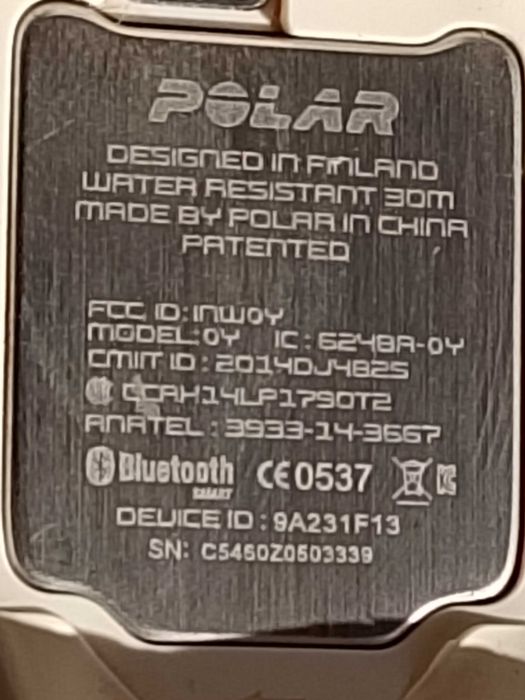 POLAR
DESIGNED IN FINLAND
WATER RESISTANT 30M
MADE BY POLAR IN CHINA
PATENTED
FCC ID:INW0Y
MODEL:0Y IC:6248A-0Y
CMIT ID:2014DJ4825
CCAH14LP1790T2
ANATEL:3933-14-3667
Bluetooth
SMART
CE0537
DEVICE ID:9A231F13
SN: C5460Z0503339